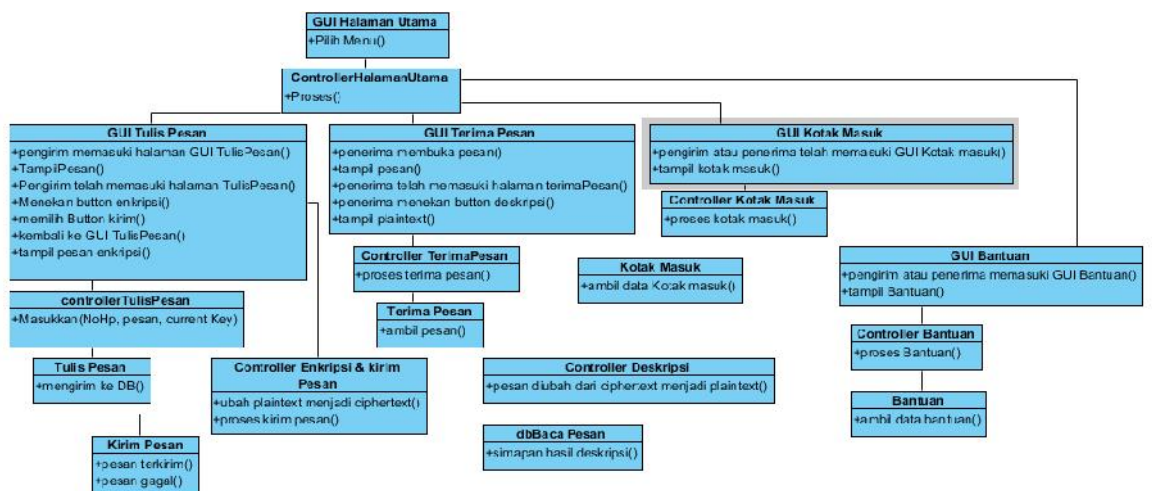 GUI Halaman Utama
+Pilih Menu()
ControllerHalamanUtama
+Proses()
GUI Tulis Pesan
+pengirim memasuki halaman GUI TulisPesan()
+TampilPesan()
+Pengirim telah memasuki halaman TulisPesan()
+Menekan button enkripsi()
+memilih Button kirim()
+kembali ke GUI TulisPesan()
+tampil pesan enkripsi()
GUI Terima Pesan
+penerima membuka pesan()
+tampil pesan()
+penerima telah memasuki halaman terimaPesan()
+penerima menekan button deskripsi()
+tampil plaintext()
GUI Kotak Masuk
+pengirim atau penerima telah memasuki GUI Kotak masuk()
+tampil kotak masuk()
Controller Kotak Masuk
+proses kotak masuk()
Controller TerimaPesan
+proses terima pesan()
Kotak Masuk
+ambil data Kotak masuk()
GUI Bantuan
+pengirim atau penerima memasuki GUI Bantuan()
+tampil Bantuan()
controllerTulisPesan
+Masukkan(NoHp, pesan, current Key)
Terima Pesan
+ambil pesan()
Controller Bantuan
+proses Bantuan()
Tulis Pesan
+mengirim ke DB()
Controller Enkripsi & kirim
Pesan
+ubah plaintext menjadi ciphertext()
+proses kirim pesan()
Controller Deskripsi
+pesan diubah dari ciphertext menjadi plaintext()
Bantuan
+ambil data bantuan()
dbBaca Pesan
+simapan hasil deskripsi()
Kirim Pesan
+pesan terkirim()
+pesan gagal()